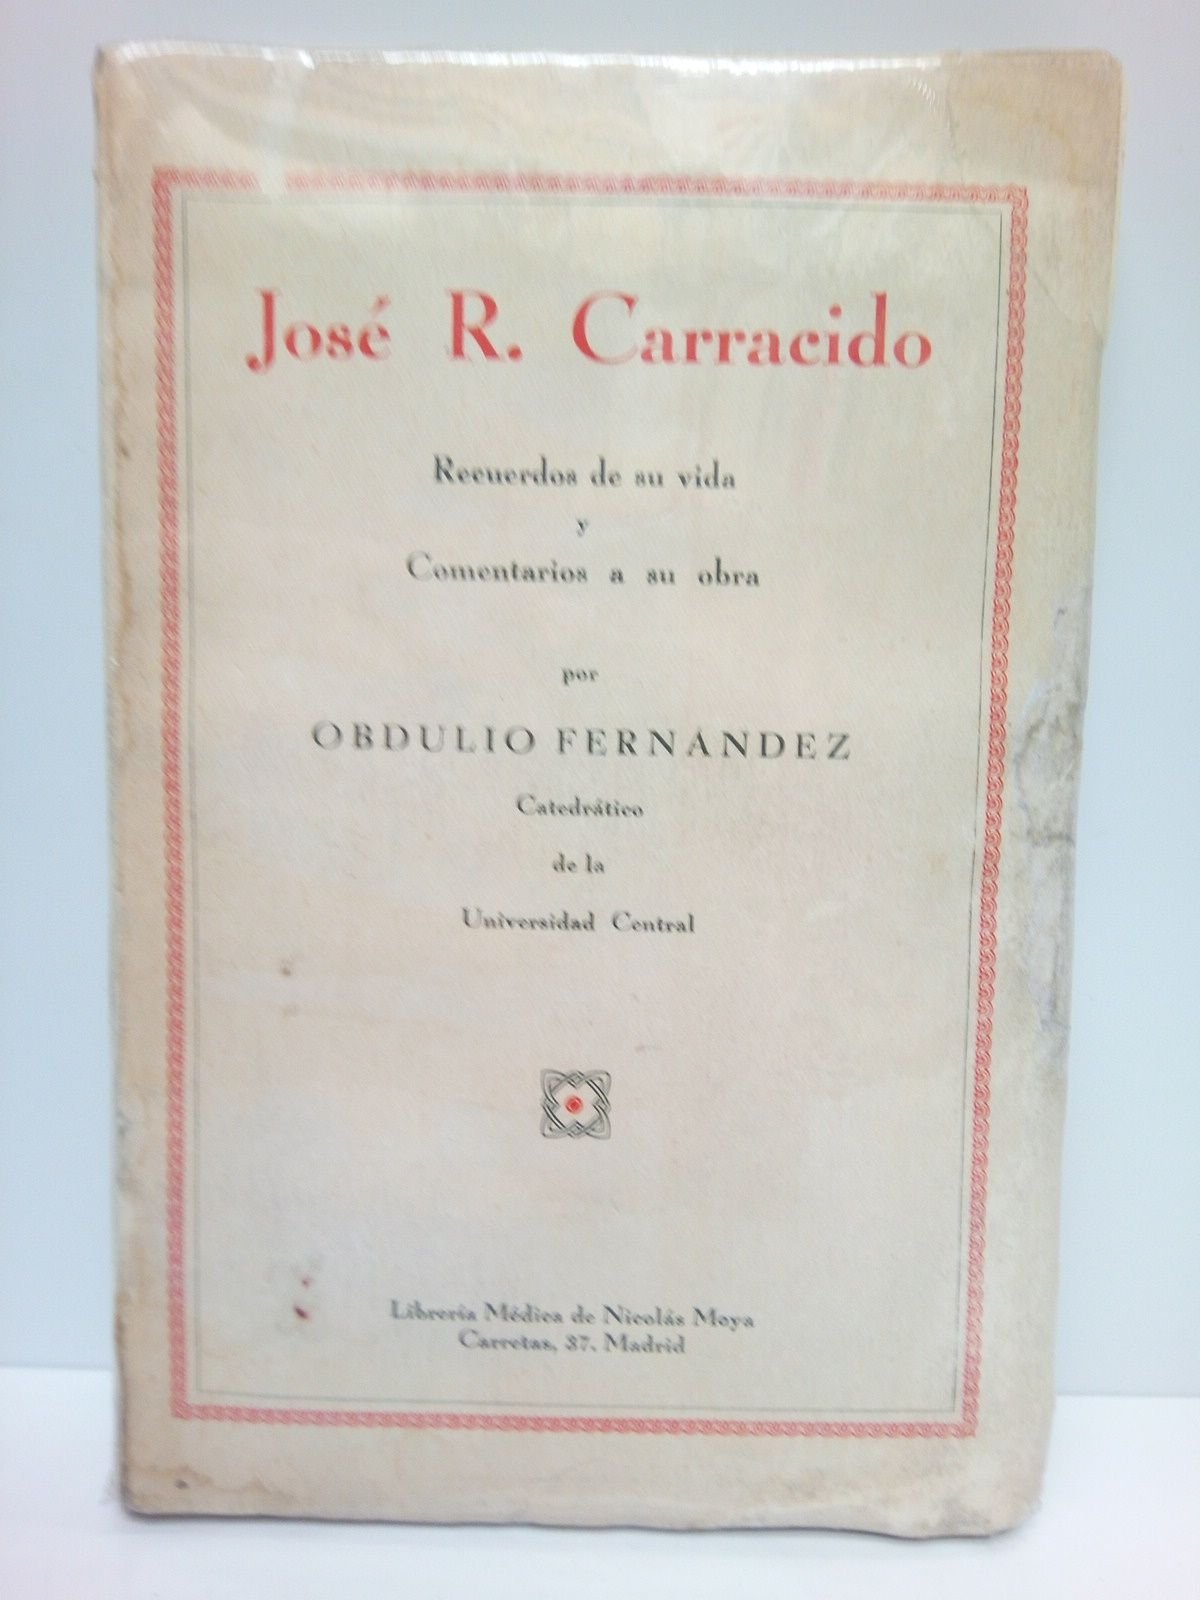 José R. Carracido
Recuerdos de su vida
y
Comentarios a su obra
por
OBDULIO FERNÁNDEZ
Catedrático
de la
Universidad Central
Librería Médica de Nicolás Moya
Carretas, 37. Madrid